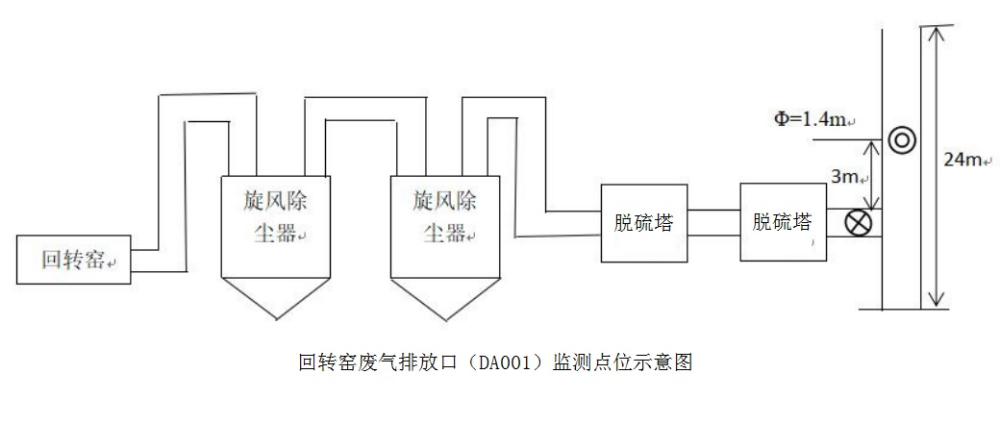 Φ=1.4m
24m
3m
旋风除
尘器
旋风除
尘器
脱硫塔
脱硫塔
回转窑
回转窑废气排放口（DA001）监测点位示意图